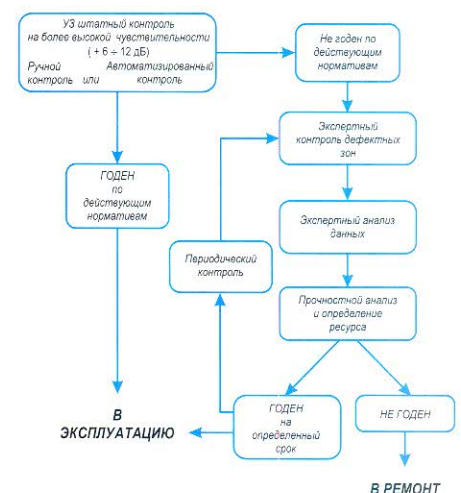 УЗ штатный контроль
на более высокой чувствительности
( + 6 ÷ 12 дБ)
Ручной Автоматизированный
контроль или контроль
Не годен по
действующим
нормативам
Экспертный
контроль дефектных
зон
ГОДЕН
по
действующим
нормативам
Экспертный анализ
данных
Периодический
контроль
Прочностной анализ
и определение
ресурса
В
ЭКСПЛУАТАЦИЮ
ГОДЕН
на
определенный
срок
НЕ ГОДЕН
В РЕМОНТ